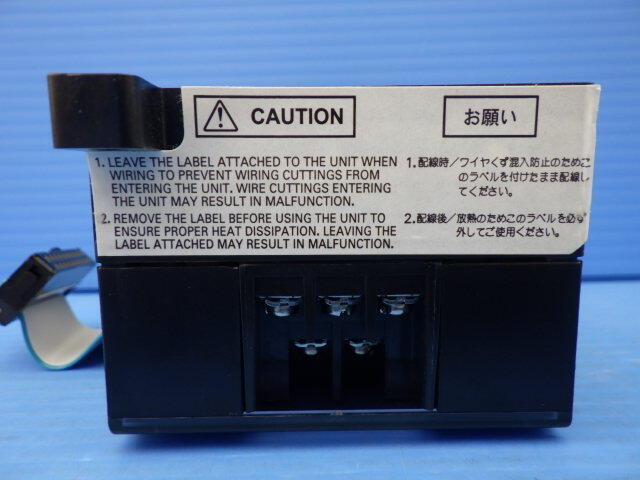 ⚠ CAUTION
1. LEAVE THE LABEL ATTACHED TO THE UNIT WHEN
WIRING TO PREVENT WIRING CUTTINGS FROM
ENTERING THE UNIT. WIRE CUTTINGS ENTERING
THE UNIT MAY RESULT IN MALFUNCTION.
2. REMOVE THE LABEL BEFORE USING THE UNIT TO
ENSURE PROPER HEAT DISSIPATION. LEAVING THE
LABEL ATTACHED MAY RESULT IN MALFUNCTION.
お願い
1.配線時/ワイヤくず混入防止のためこ
のラベルを付けたまま配線し
てください。
2.配線後/放熱のためこのラベルを必ず
外してご使用ください。